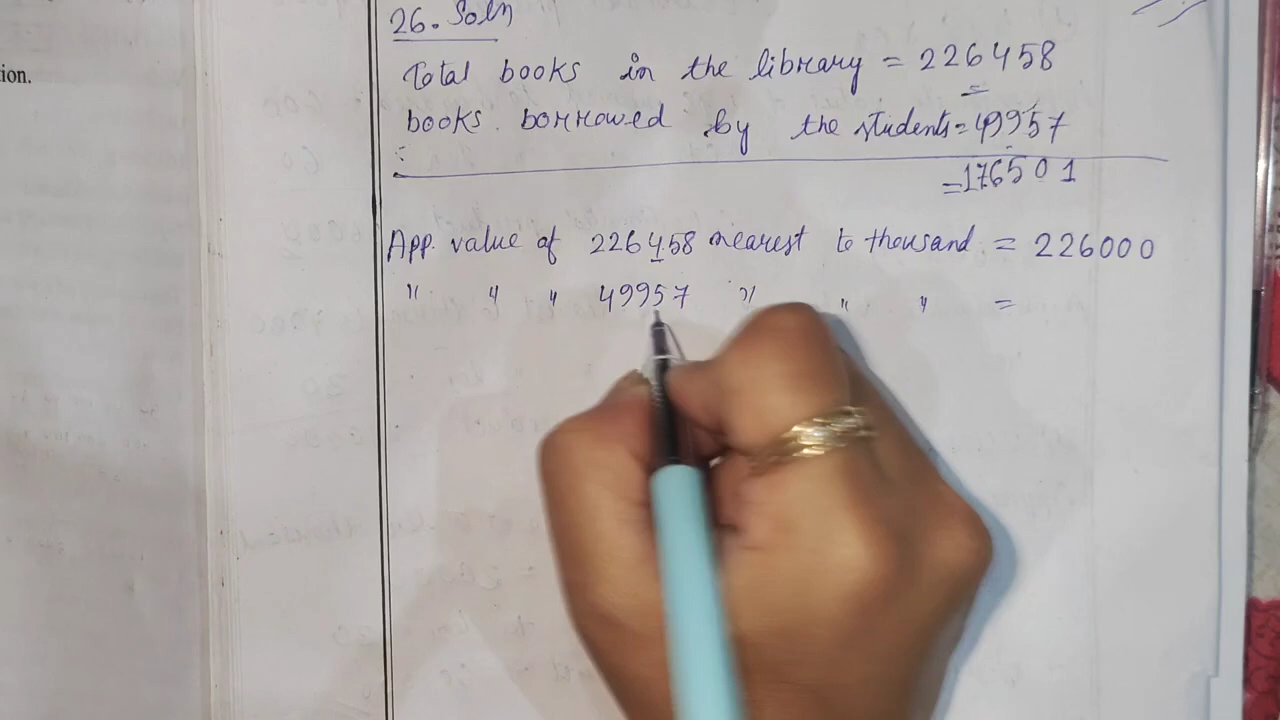 ion.
26. Soln
Total books in the library = 226458
books borrowed by the students = 49957
= 176501
App. value of 226458 nearest to thousand = 226000
" " " 49957 " " " =